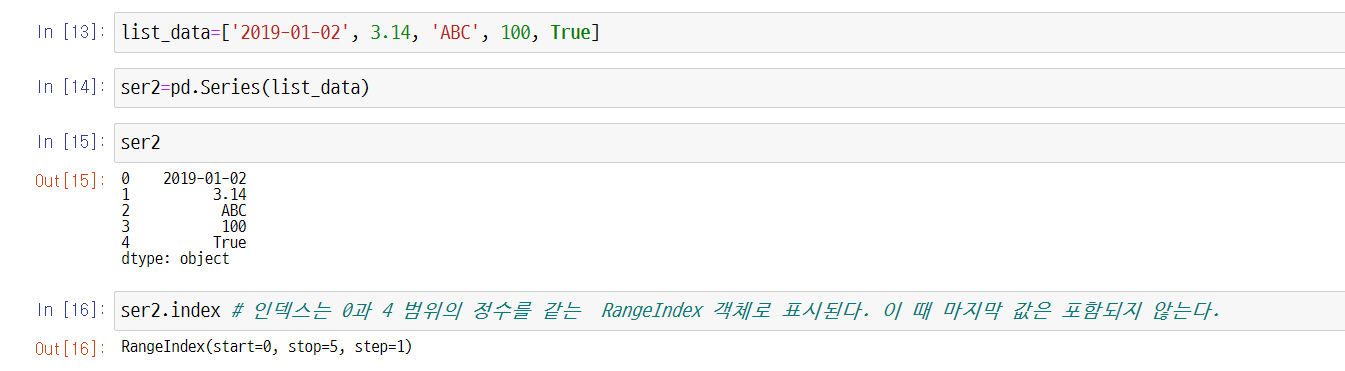 In [13]: list_data=['2019-01-02', 3.14, 'ABC', 100, True]
In [14]: ser2=pd.Series(list_data)
In [15]: ser2
Out[15]: 0    2019-01-02
1          3.14
2           ABC
3           100
4          True
dtype: object
In [16]: ser2.index # 인덱스는 0과 4 범위의 정수를 같는  RangeIndex 객체로 표시된다. 이 때 마지막 값은 포함되지 않는다.
Out[16]: RangeIndex(start=0, stop=5, step=1)